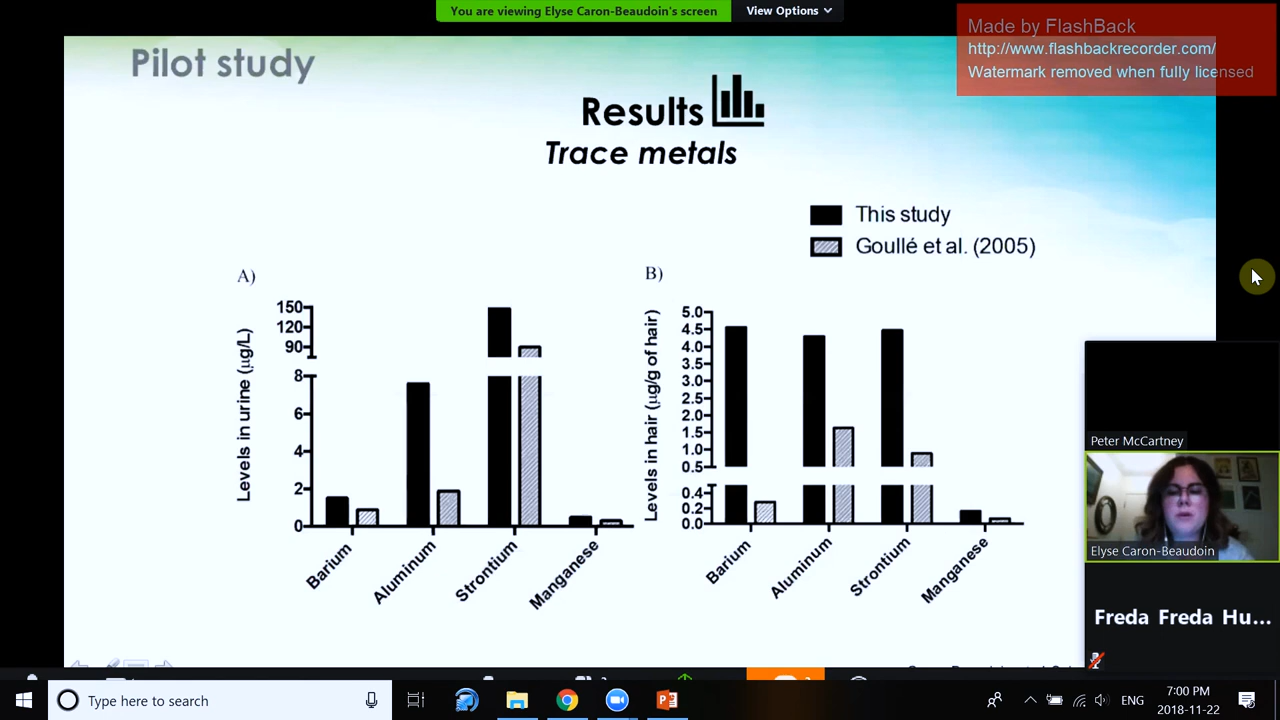 You are viewing Elyse Caron-Beaudoin's screen
View Options
Made by FlashBack
http://www.flashbackrecorder.com/
Watermark removed when fully licensed
Pilot study
Results
Trace metals
This study
Goullé et al. (2005)
A)
Levels in urine (µg/L)
150
120
90
8
6
4
2
0
Barium
Aluminum
Strontium
Manganese
B)
Levels in hair (µg/g of hair)
5.0
4.5
4.0
3.5
3.0
2.5
2.0
1.5
1.0
0.5
0.4
0.2
0.0
Barium
Aluminum
Strontium
Manganese
Peter McCartney
Elyse Caron-Beaudoin
Freda Freda Hu...
Type here to search
ENG
7:00 PM
2018-11-22